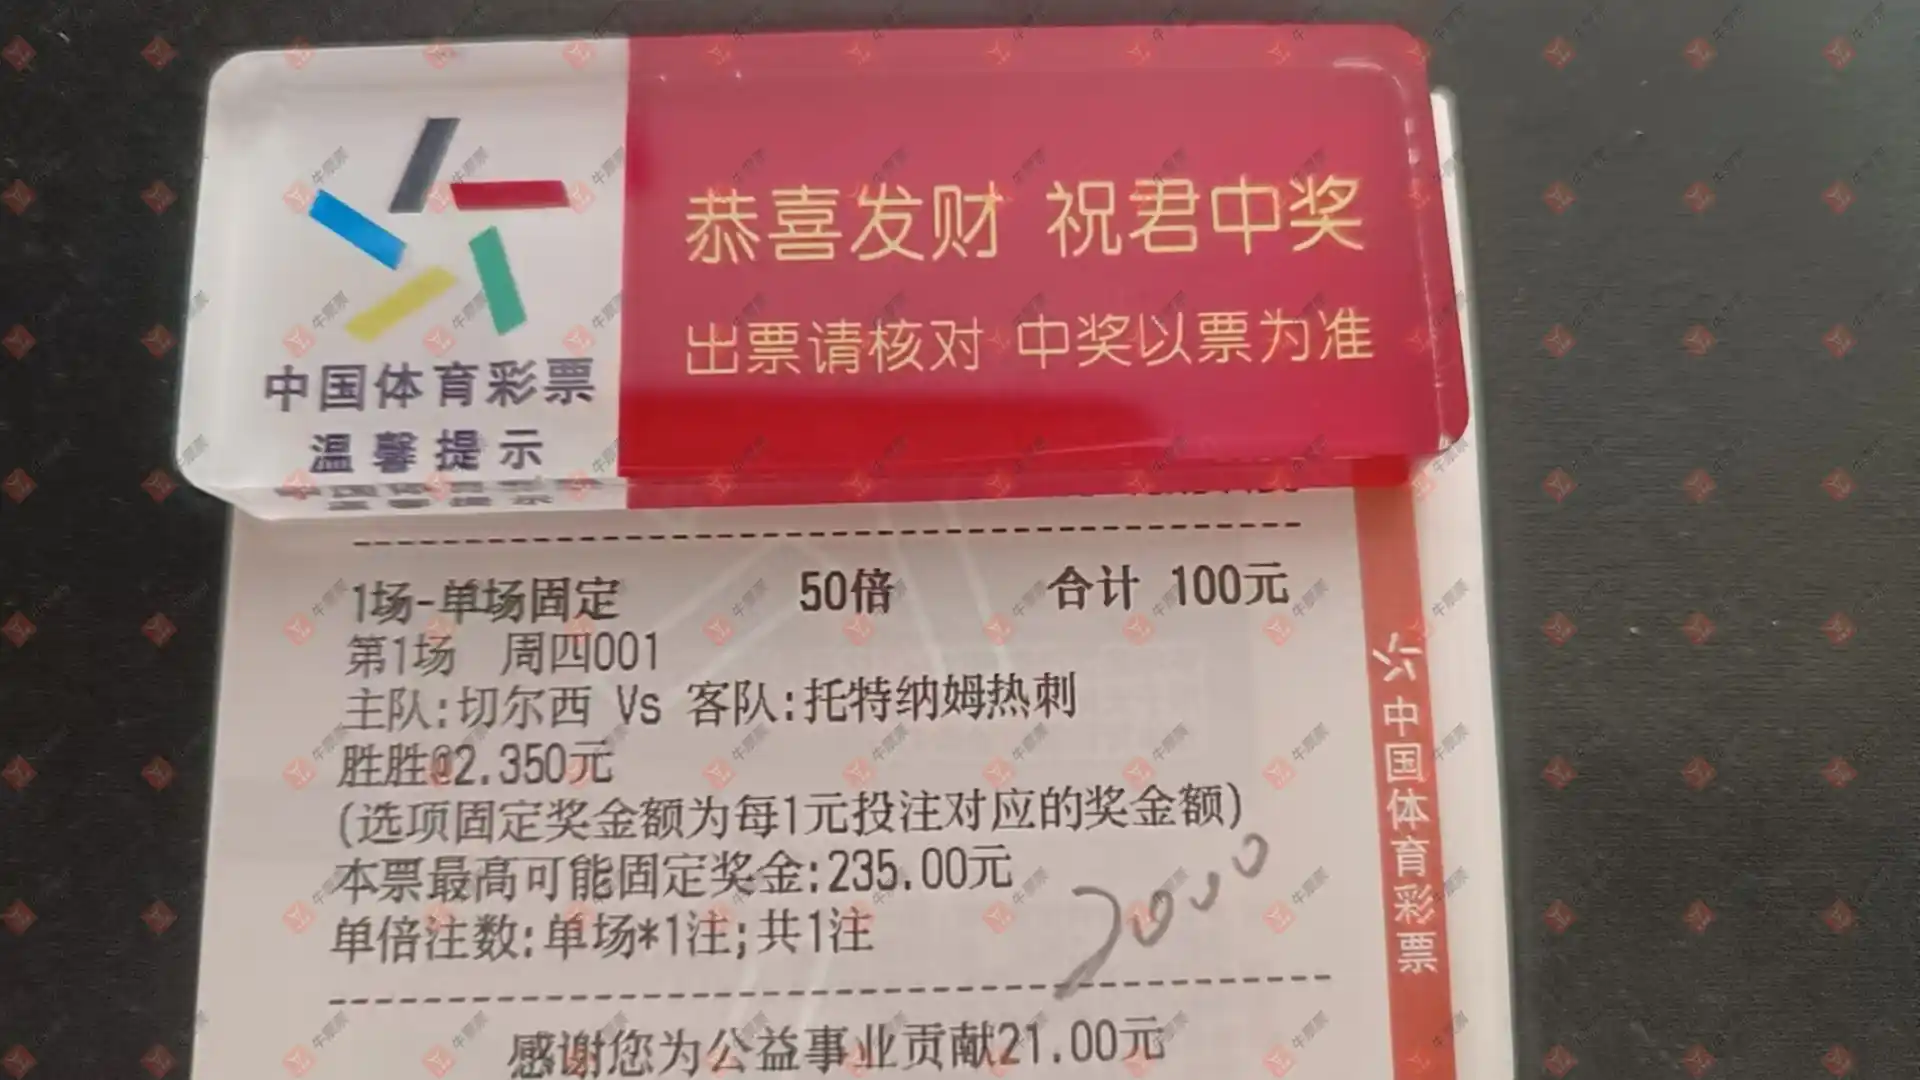 恭喜发财 祝君中奖
出票请核对 中奖以票为准
中国体育彩票
温馨提示
1场-单场固定 50倍 合计 100元
第1场 周四001
主队:切尔西 Vs 客队:托特纳姆热刺
胜胜@2.350元
(选项固定奖金额为每1元投注对应的奖金额)
本票最高可能固定奖金:235.00元
单倍注数:单场*1注;共1注
感谢您为公益事业贡献21.00元
中国体育彩票
牛票票